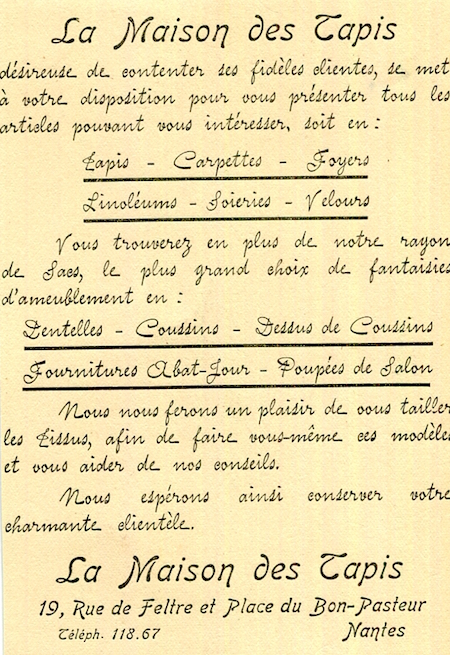 La Maison des Tapis
désireuse de contenter ses fidèles clientes, se met
à votre disposition pour vous présenter tous les
articles pouvant vous intéresser, soit en :
Tapis - Carpettes - Foyers
Linoléums - Soieries - Velours
Vous trouverez en plus de notre rayon
de Sacs, le plus grand choix de fantaisies
d'ameublement en :
Dentelles - Coussins - Dessus de Coussins
Fournitures Abat-Jour - Poupées de Salon
Nous nous ferons un plaisir de vous tailler
les Tissus, afin de faire vous-même ces modèles
et vous aider de nos conseils.
Nous espérons ainsi conserver votre
charmante clientèle.
La Maison des Tapis
19, Rue de Feltre et Place du Bon-Pasteur
Téléph. 118.67 Nantes